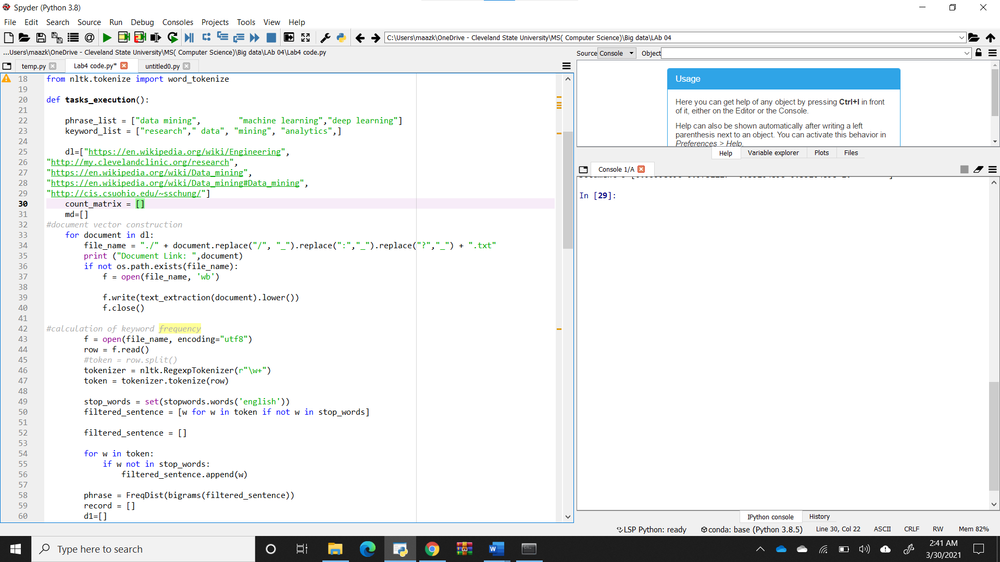 Spyder (Python 3.8)
File Edit Search Source Run Debug Consoles Projects Tools View Help
C:\Users\maazk\OneDrive - Cleveland State University\MS( Computer Science)\Big data\LAb 04
...Users\maazk\OneDrive - Cleveland State University\MS( Computer Science)\Big data\LAb 04\Lab4 code.py
temp.py Lab4 code.py* untitled0.py
18 from nltk.tokenize import word_tokenize
19
20 def tasks_execution():
21
22 phrase_list = ["data mining", "machine learning","deep learning"]
23 keyword_list = ["research"," data", "mining", "analytics",]
24
25 dl=["https://en.wikipedia.org/wiki/Engineering",
26 "http://my.clevelandclinic.org/research",
27 "https://en.wikipedia.org/wiki/Data_mining",
28 "https://en.wikipedia.org/wiki/Data_mining#Data_mining",
29 "http://cis.csuohio.edu/~sschung/"]
30 count_matrix = []
31 md=[]
32 #document vector construction
33 for document in dl:
34 file_name = "./" + document.replace("/", "_").replace(":","_").replace("?","_") + ".txt"
35 print ("Document Link: ",document)
36 if not os.path.exists(file_name):
37 f = open(file_name, 'wb')
38
39 f.write(text_extraction(document).lower())
40 f.close()
41
42 #calculation of keyword frequency
43 f = open(file_name, encoding="utf8")
44 row = f.read()
45 #token = row.split()
46 tokenizer = nltk.RegexpTokenizer(r"\w+")
47 token = tokenizer.tokenize(row)
48
49 stop_words = set(stopwords.words('english'))
50 filtered_sentence = [w for w in token if not w in stop_words]
51
52 filtered_sentence = []
53
54 for w in token:
55 if w not in stop_words:
56 filtered_sentence.append(w)
57
58 phrase = FreqDist(bigrams(filtered_sentence))
59 record = []
60 d1=[]
Source Console Object
Usage
Here you can get help of any object by pressing Ctrl+I in front
of it, either on the Editor or the Console.
Help can also be shown automatically after writing a left
parenthesis next to an object. You can activate this behavior in
Preferences > Help.
Help Variable explorer Plots Files
Console 1/A
In [29]:
IPython console History
LSP Python: ready conda: base (Python 3.8.5) Line 30, Col 22 ASCII CRLF RW Mem 82%
Type here to search
2:41 AM
3/30/2021